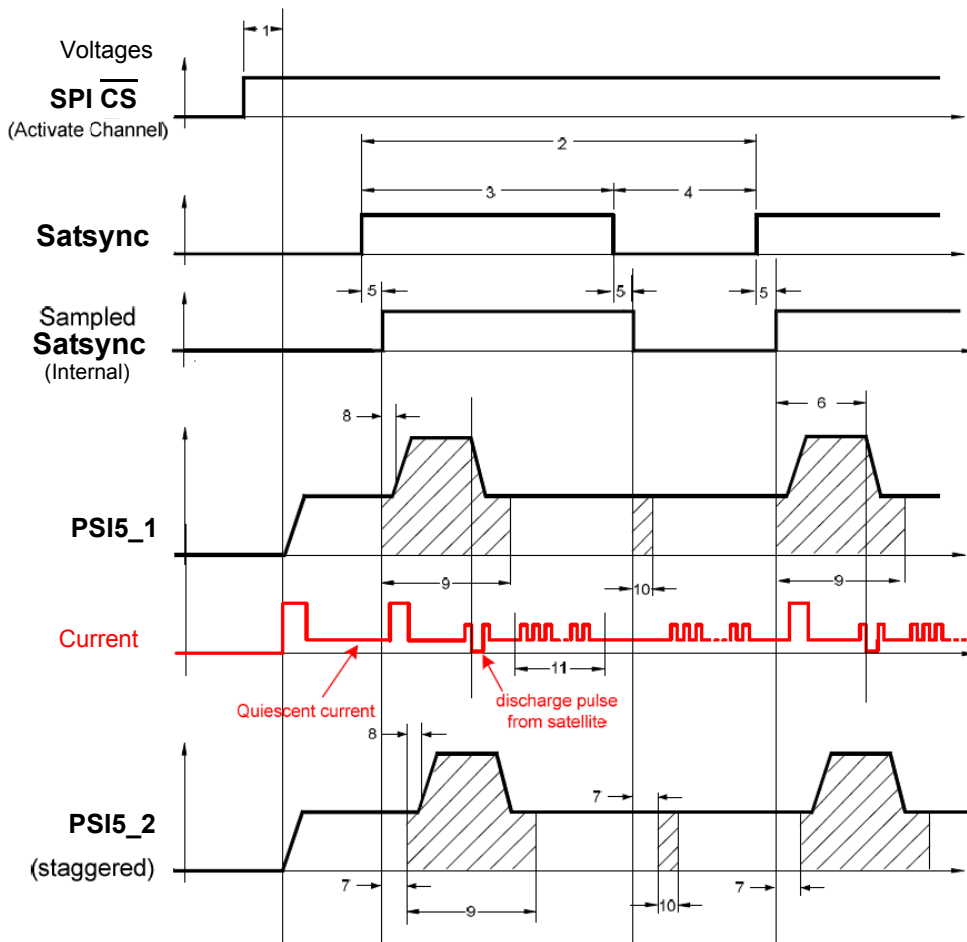 1
Voltages
SPI C̅S̅
(Activate Channel)
2
3
4
Satsync
5
5
5
Sampled
Satsync
(Internal)
8
6
PSI5_1
9
10
9
Current
11
Quiescent current
discharge pulse
from satellite
8
7
PSI5_2
(staggered)
7
9
10
7